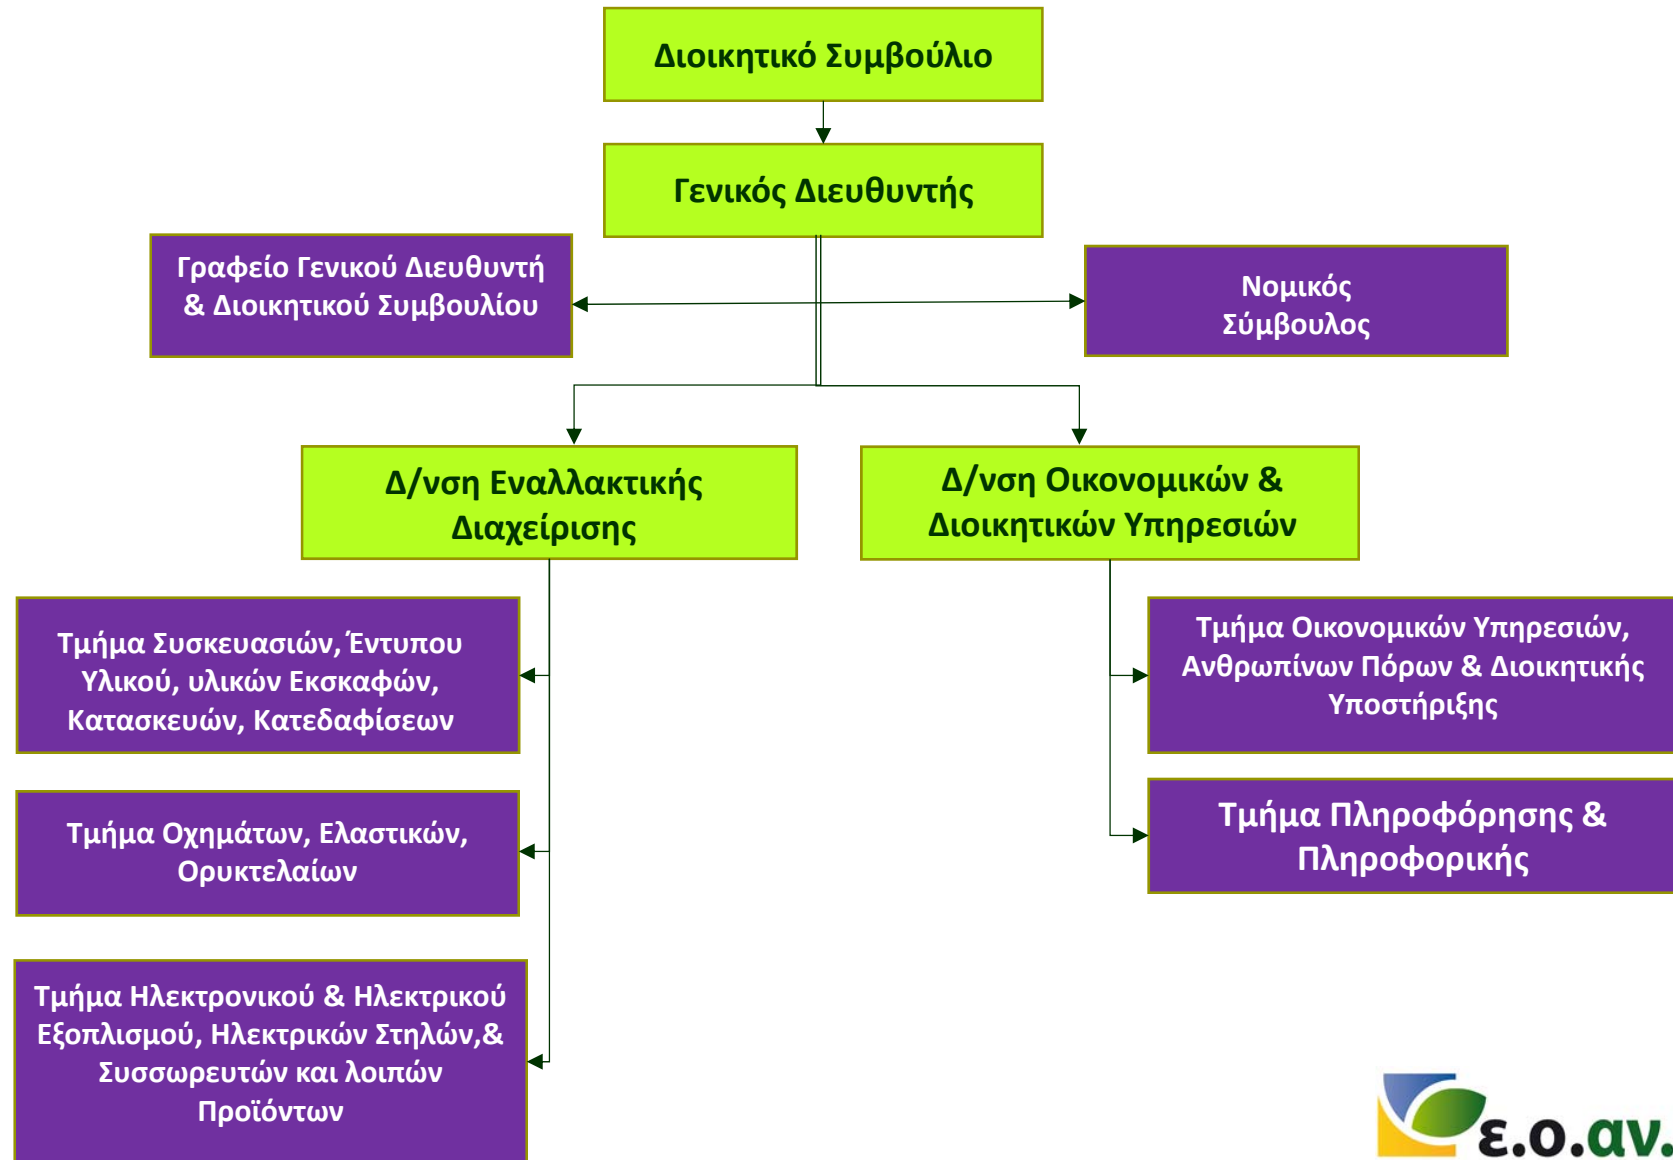 Διοικητικό Συμβούλιο
Γενικός Διευθυντής
Γραφείο Γενικού Διευθυντή
& Διοικητικού Συμβουλίου
Νομικός
Σύμβουλος
Δ/νση Εναλλακτικής
Διαχείρισης
Δ/νση Οικονομικών &
Διοικητικών Υπηρεσιών
Τμήμα Συσκευασιών, Έντυπου
Υλικού, υλικών Εκσκαφών,
Κατασκευών, Κατεδαφίσεων
Τμήμα Οχημάτων, Ελαστικών,
Ορυκτελαίων
Τμήμα Ηλεκτρονικού & Ηλεκτρικού
Εξοπλισμού, Ηλεκτρικών Στηλών,&
Συσσωρευτών και λοιπών
Προϊόντων
Τμήμα Οικονομικών Υπηρεσιών,
Ανθρωπίνων Πόρων & Διοικητικής
Υποστήριξης
Τμήμα Πληροφόρησης &
Πληροφορικής
ε.ο.αν.